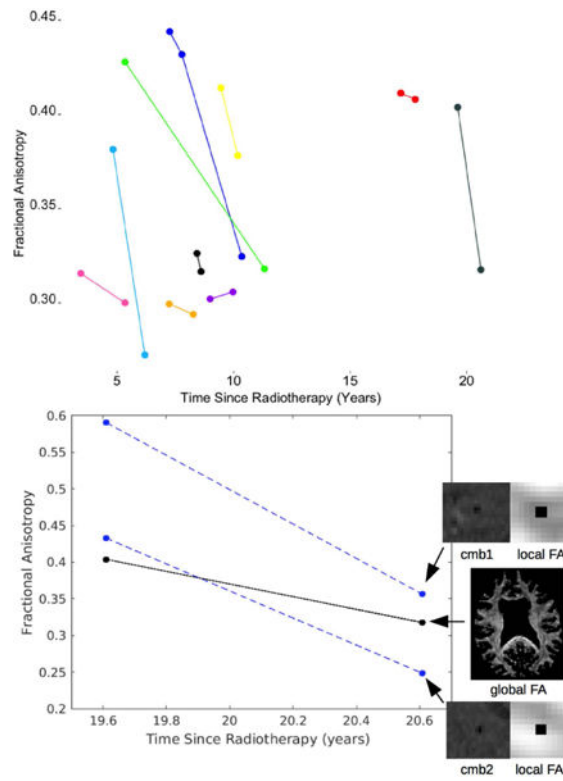 0.45
0.40
0.35
0.30
Fractional Anisotropy
5 10 15 20
Time Since Radiotherapy (Years)
0.6
0.55
0.5
0.45
0.4
0.35
0.3
0.25
0.2
Fractional Anisotropy
19.6 19.8 20 20.2 20.4 20.6
Time Since Radiotherapy (years)
cmb1 local FA
global FA
cmb2 local FA